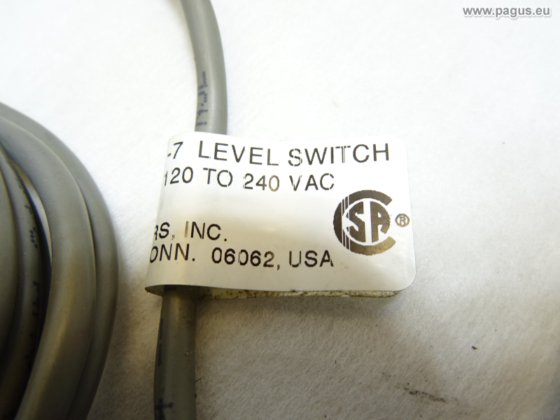 www.pagus.eu
-7 LEVEL SWITCH
120 TO 240 VAC
RS, INC.
ONN. 06062, USA
SA ®